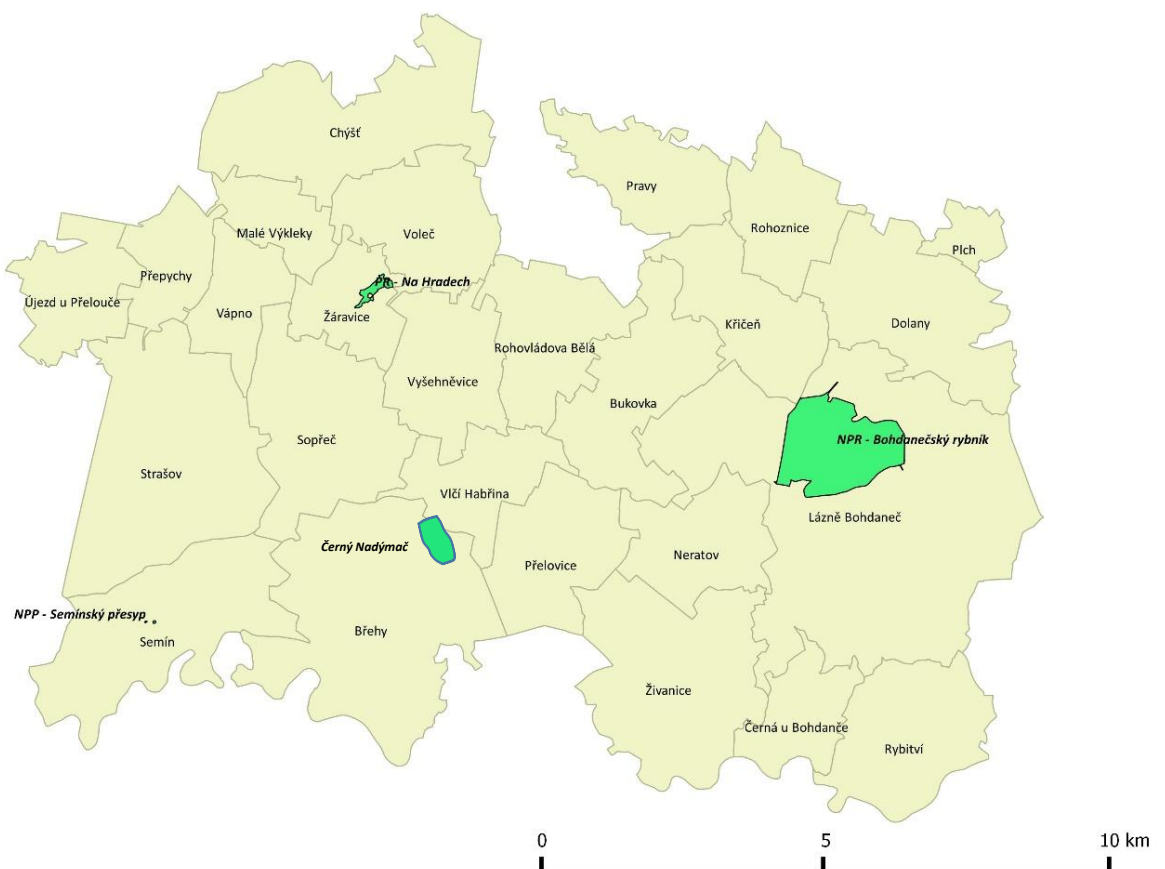 Chýšť
Pravy
Rohoznice
Malé Výkleky
Voleč
Plch
Přepychy
PR - Na Hradech
Újezd u Přelouče
Vápno
Žáravice
Křičeň
Dolany
Rohovládova Bělá
Vyšehněvice
Bukovka
Sopřeč
NPR - Bohdanečský rybník
Strašov
Vlčí Habřina
Lázně Bohdaneč
Černý Nadýmač
Neratov
Přelovice
NPP - Semínský přesyp
Semín
Břehy
Živanice
Černá u Bohdanče
Rybitví
0 5 10 km